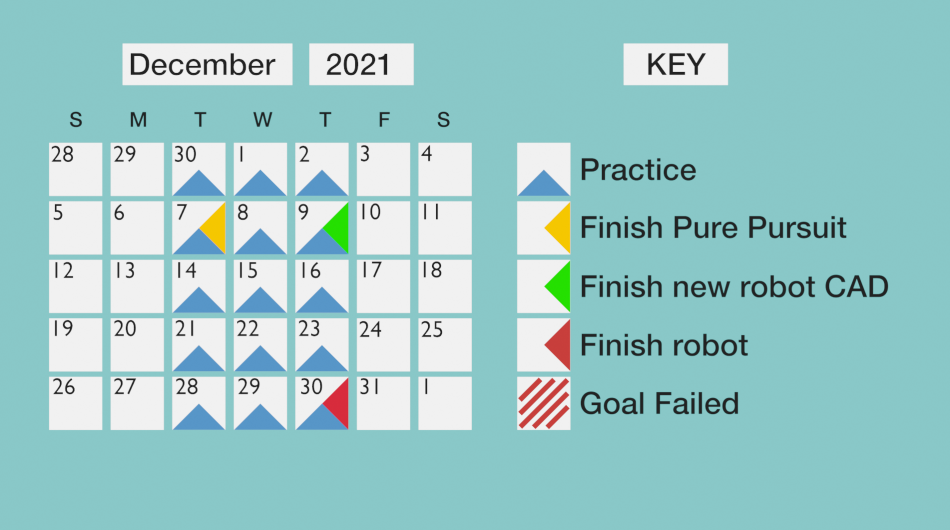 December 2021
KEY
S M T W T F S
28 29 30 1 2 3 4
Practice
5 6 7 8 9 10 11
Finish Pure Pursuit
12 13 14 15 16 17 18
Finish new robot CAD
19 20 21 22 23 24 25
Finish robot
26 27 28 29 30 31 1
Goal Failed